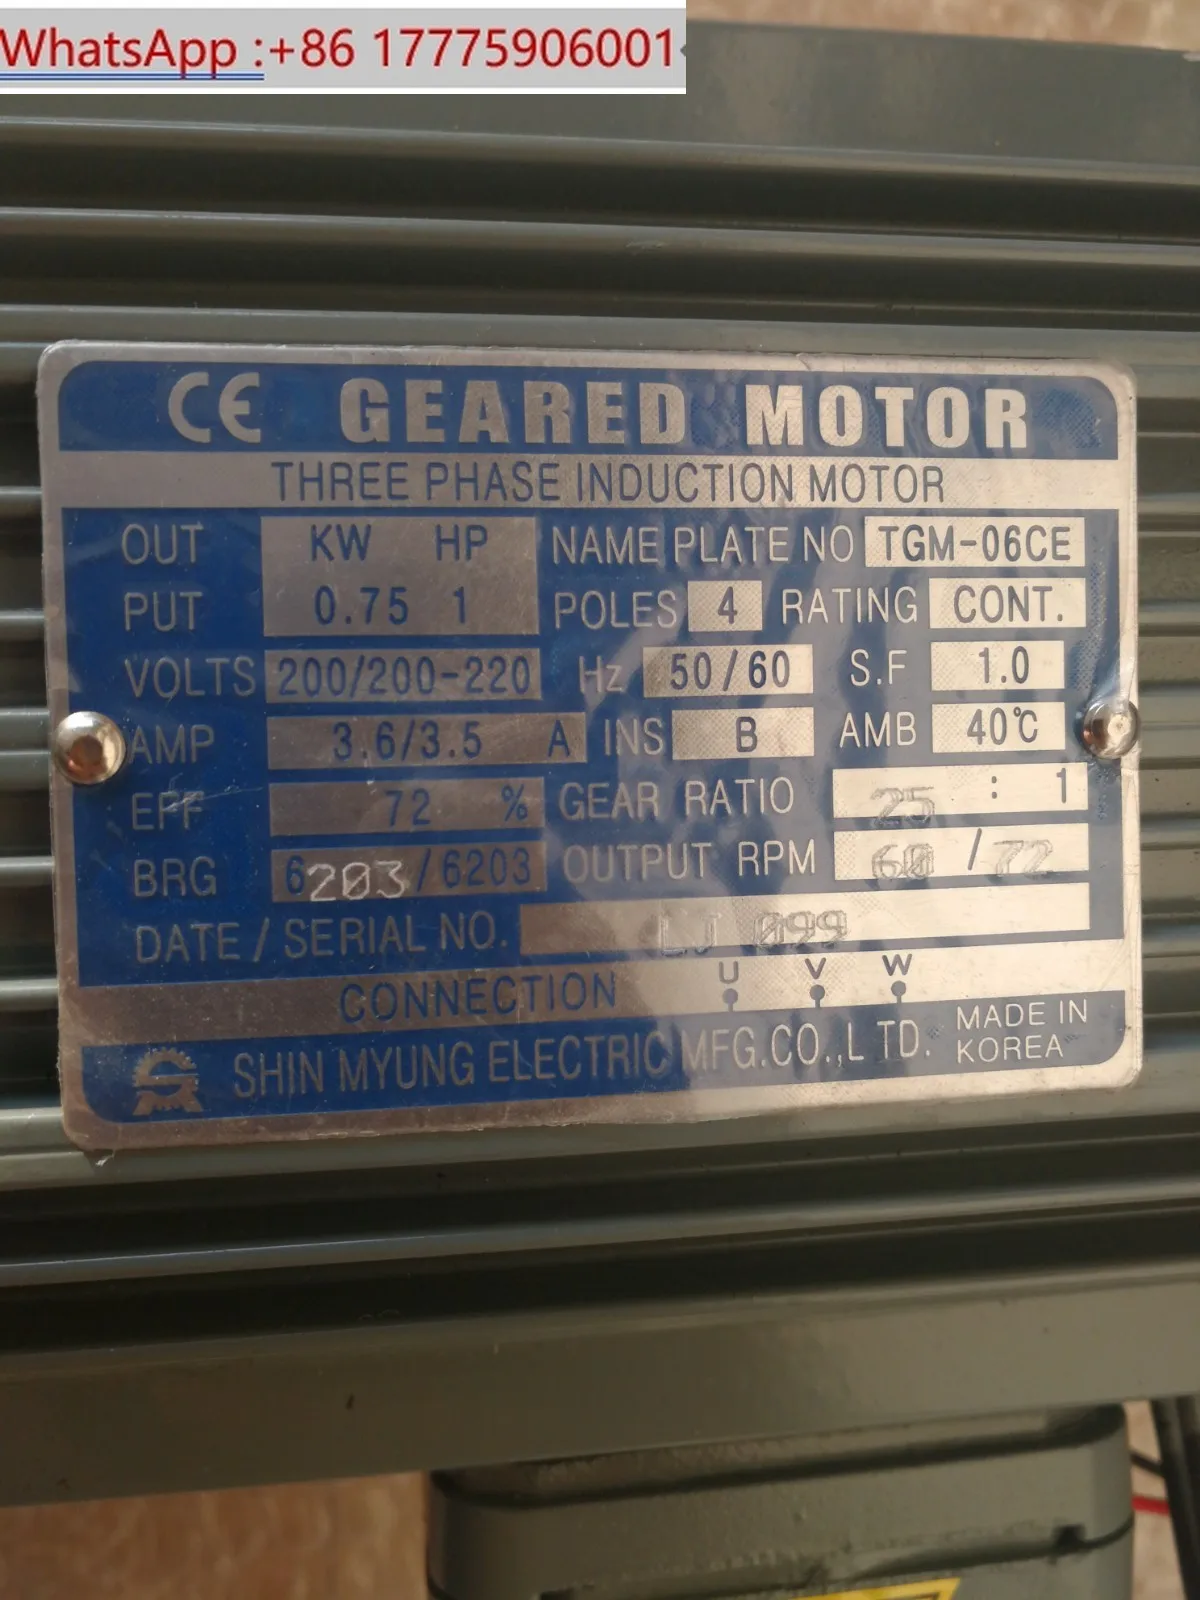 WhatsApp :+86 17775906001
CE GEARED MOTOR
THREE PHASE INDUCTION MOTOR
OUT PUT KW HP 0.75 1
NAME PLATE NO TGM-06CE
POLES 4 RATING CONT.
VOLTS 200/200-220 Hz 50/60 S.F 1.0
AMP 3.6/3.5 A INS B AMB 40℃
EFF 72 % GEAR RATIO 25 : 1
BRG 6203/6203 OUTPUT RPM 60 / 72
DATE / SERIAL NO. LJ 099
CONNECTION U V W
SHIN MYUNG ELECTRIC MFG.CO.,L TD. MADE IN KOREA